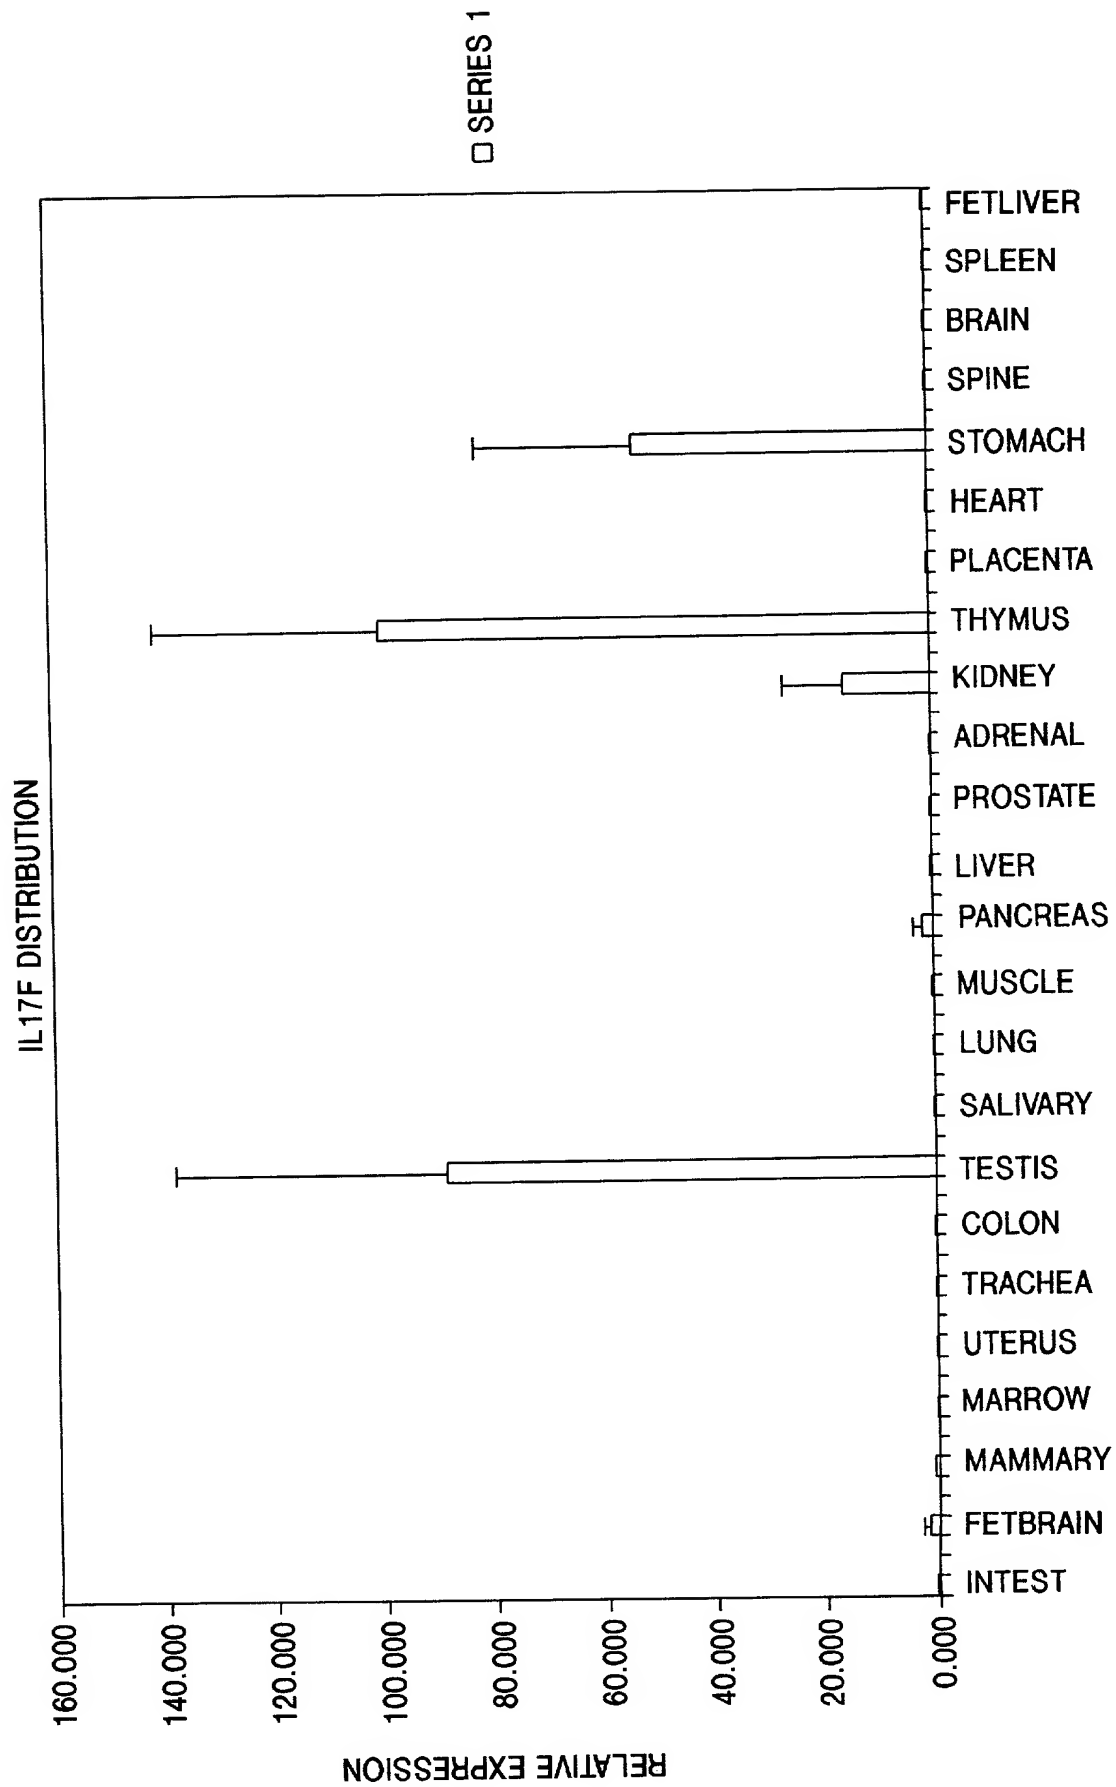 IL17F DISTRIBUTION
RELATIVE EXPRESSION
160.000
140.000
120.000
100.000
80.000
60.000
40.000
20.000
0.000
INTEST
FETBRAIN
MAMMARY
MARROW
UTERUS
TRACHEA
COLON
TESTIS
SALIVARY
LUNG
MUSCLE
PANCREAS
LIVER
PROSTATE
ADRENAL
KIDNEY
THYMUS
PLACENTA
HEART
STOMACH
SPINE
BRAIN
SPLEEN
FETLIVER
SERIES 1